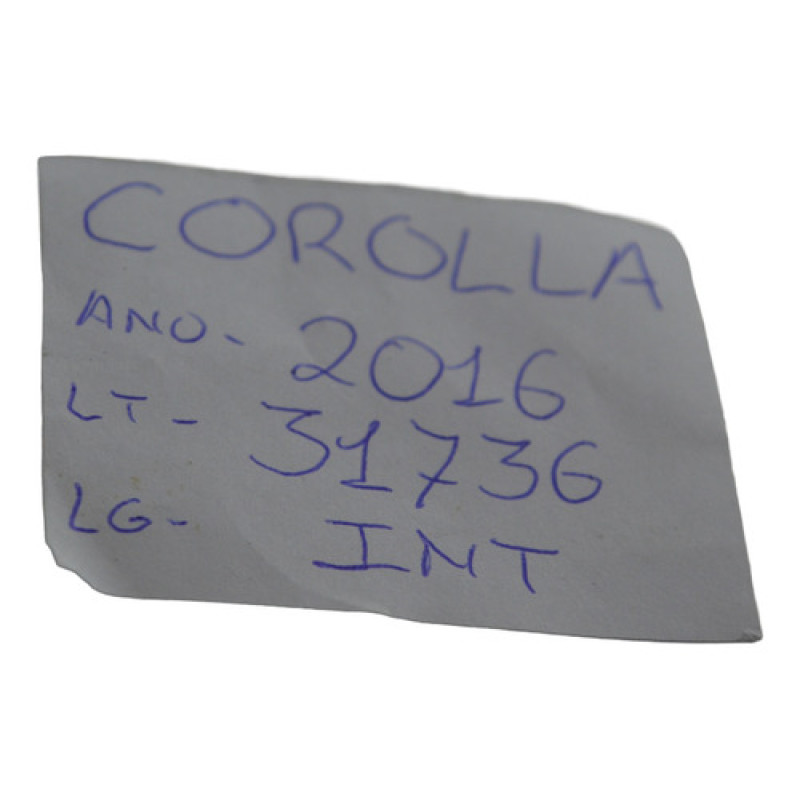 COROLLA
ANO- 2016
LT- 31736
LG- INT